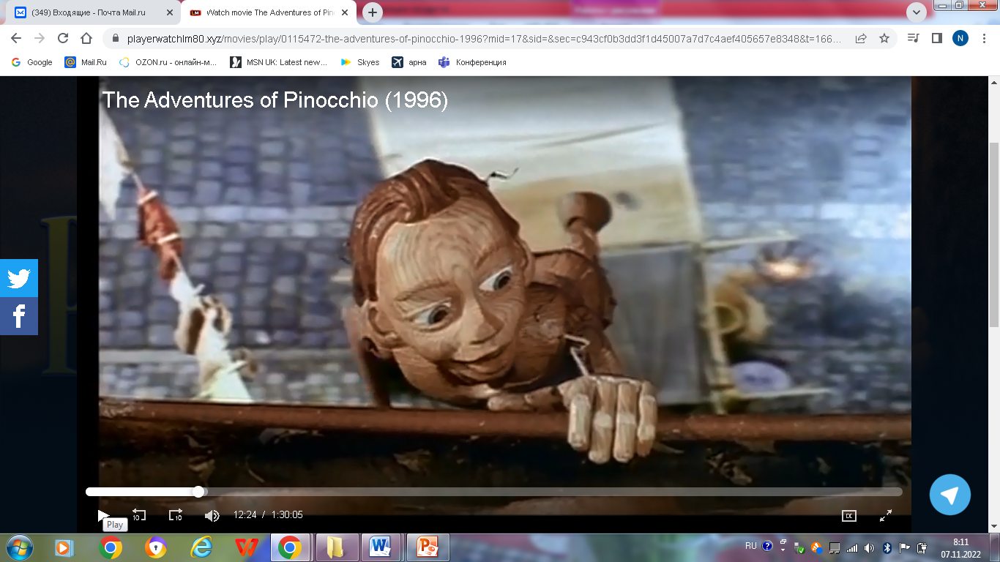 (349) Входящие - Почта Mail.ru
Watch movie The Adventures of Pin
playerwatchlm80.xyz/movies/play/0115472-the-adventures-of-pinocchio-1996?mid=17&sid=&sec=c943cf0b3dd3f1d45007a7d7c4aef405657e8348&t=166...
N
Google
Mail.Ru
OZON.ru - онлайн-м...
MSN UK: Latest new...
Skyes
арна
Конференция
The Adventures of Pinocchio (1996)
10
10
12:24 / 1:30:05
Play
RU
8:11
07.11.2022